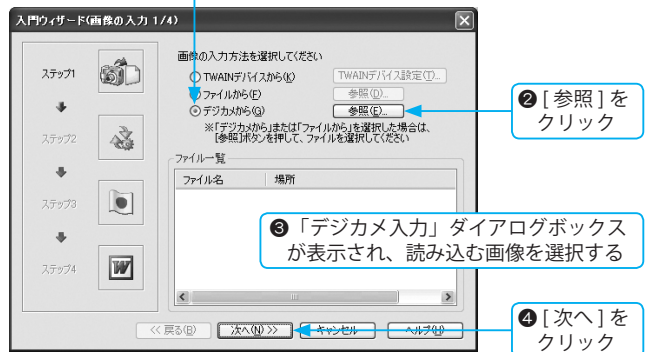 入門ウィザード(画像の入力 1/4)
画像の入力方法を選択してください
ステップ1
TWAINデバイスから(K)
TWAINデバイス設定(T)...
ファイルから(F)
参照(D)...
デジカメから(G)
参照(E)...
❷ [ 参照 ] を
クリック
※「デジカメから」または「ファイルから」を選択した場合は、
[参照]ボタンを押して、ファイルを選択してください
ステップ2
ファイル一覧
ファイル名
場所
ステップ3
❸「デジカメ入力」ダイアログボックス
が表示され、読み込む画像を選択する
ステップ4
<< 戻る(B)
次へ(N) >>
キャンセル
ヘルプ(H)
❹ [ 次へ ] を
クリック